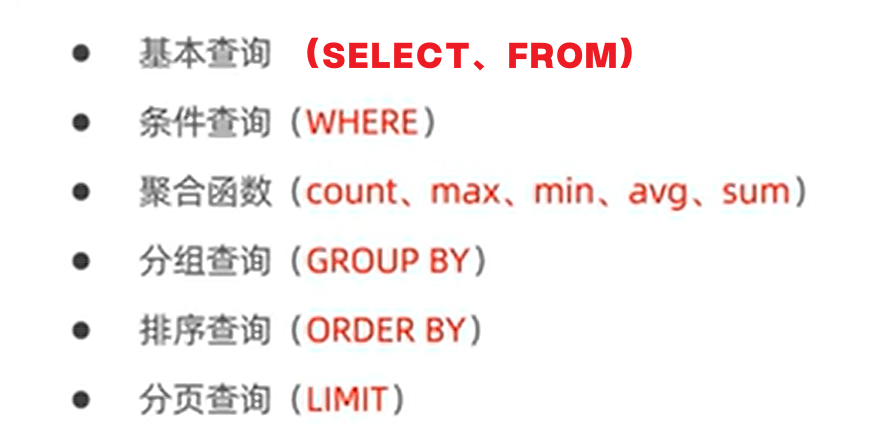 ● 基本查询 （SELECT、FROM）
● 条件查询（WHERE）
● 聚合函数（count、max、min、avg、sum）
● 分组查询（GROUP BY）
● 排序查询（ORDER BY）
● 分页查询（LIMIT）